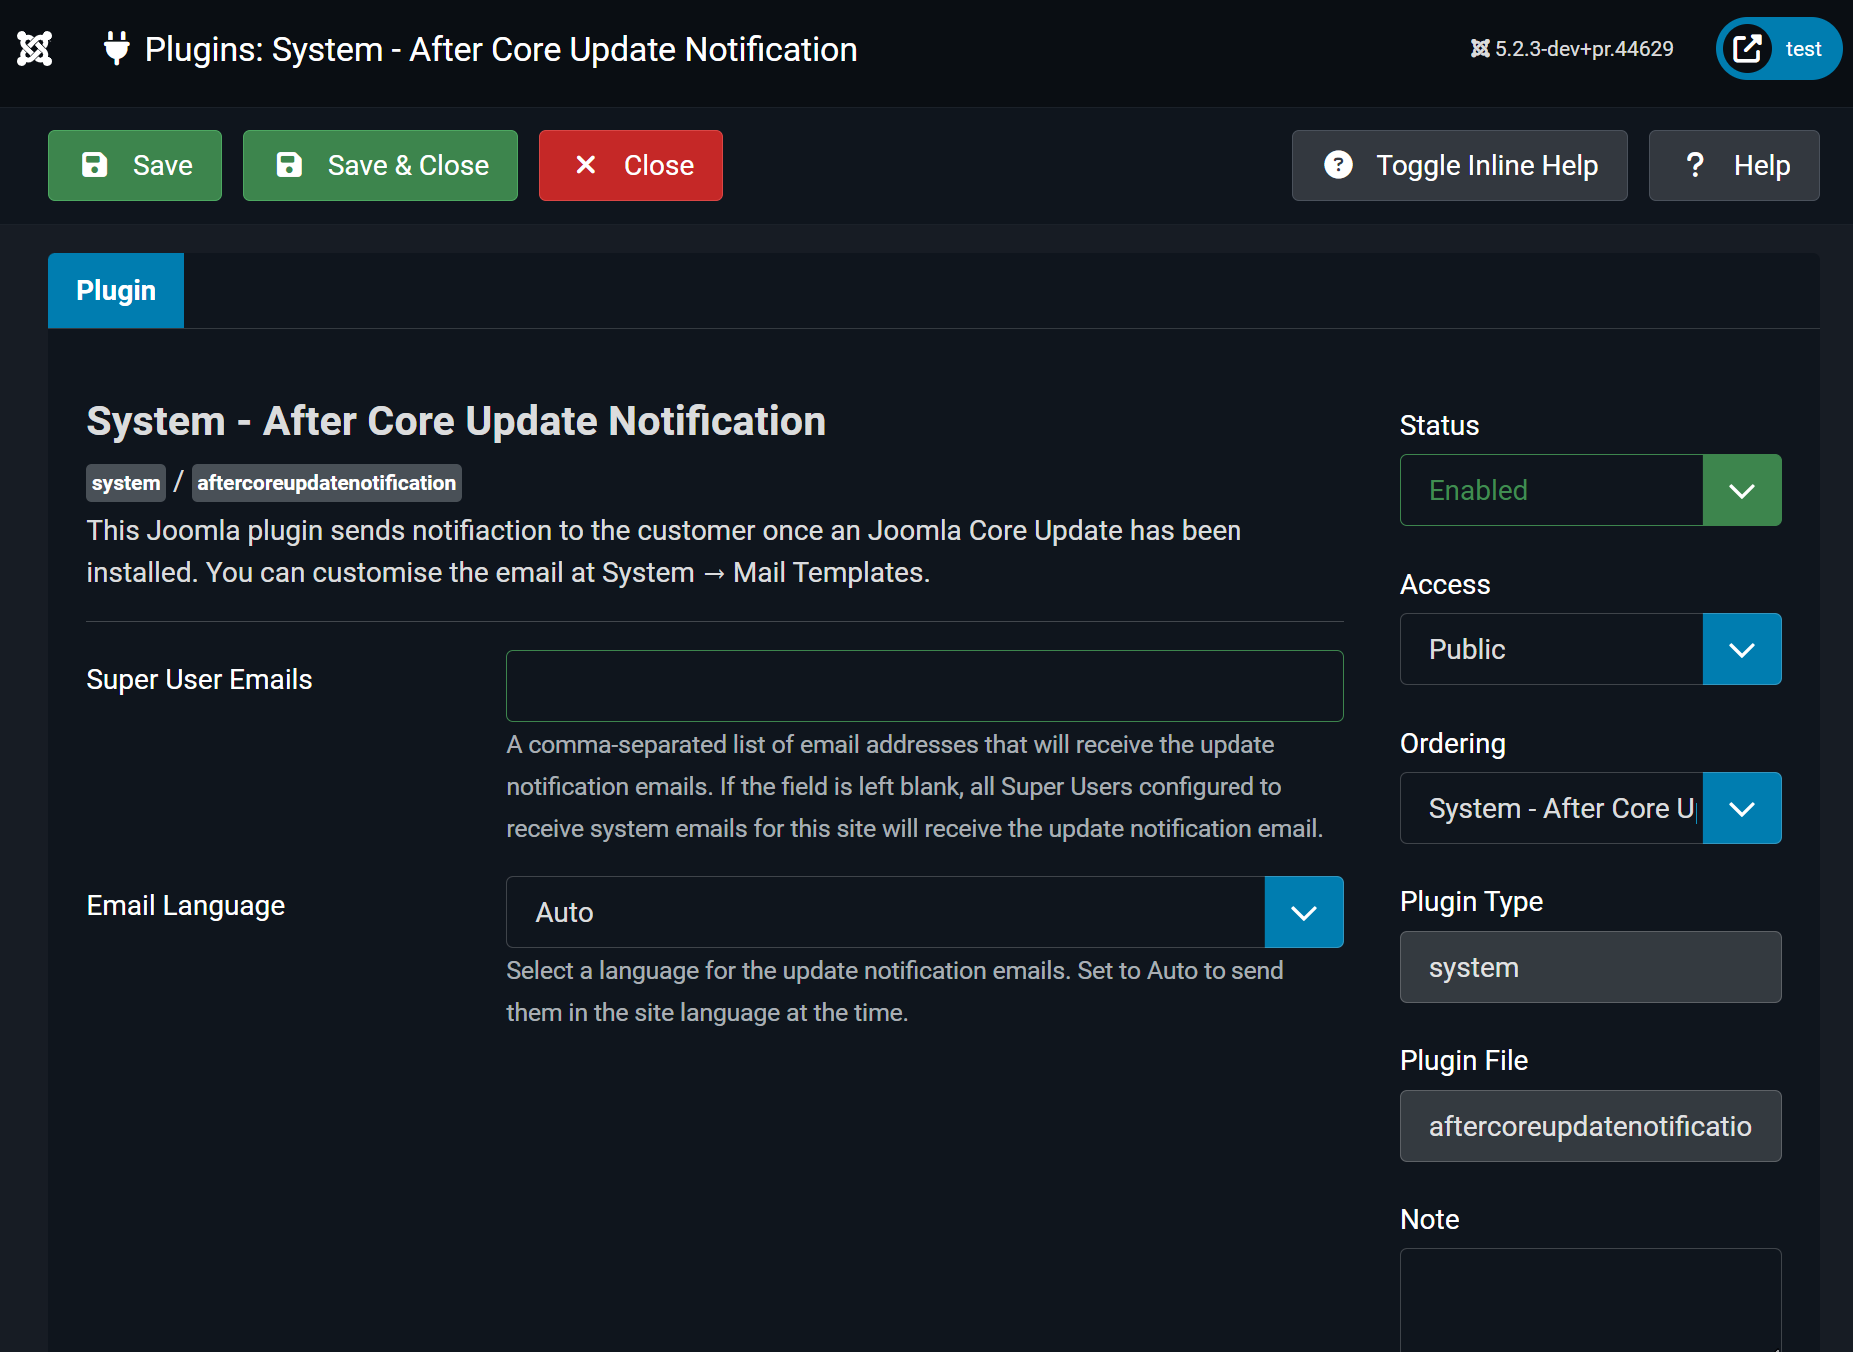 Plugins: System - After Core Update Notification
5.2.3-dev+pr.44629
test
Save
Save & Close
Close
Toggle Inline Help
Help
Plugin
System - After Core Update Notification
system / aftercoreupdatenotification
This Joomla plugin sends notifiaction to the customer once an Joomla Core Update has been
installed. You can customise the email at System → Mail Templates.
Super User Emails
A comma-separated list of email addresses that will receive the update
notification emails. If the field is left blank, all Super Users configured to
receive system emails for this site will receive the update notification email.
Email Language
Auto
Select a language for the update notification emails. Set to Auto to send
them in the site language at the time.
Status
Enabled
Access
Public
Ordering
System - After Core U
Plugin Type
system
Plugin File
aftercoreupdatenotificatio
Note